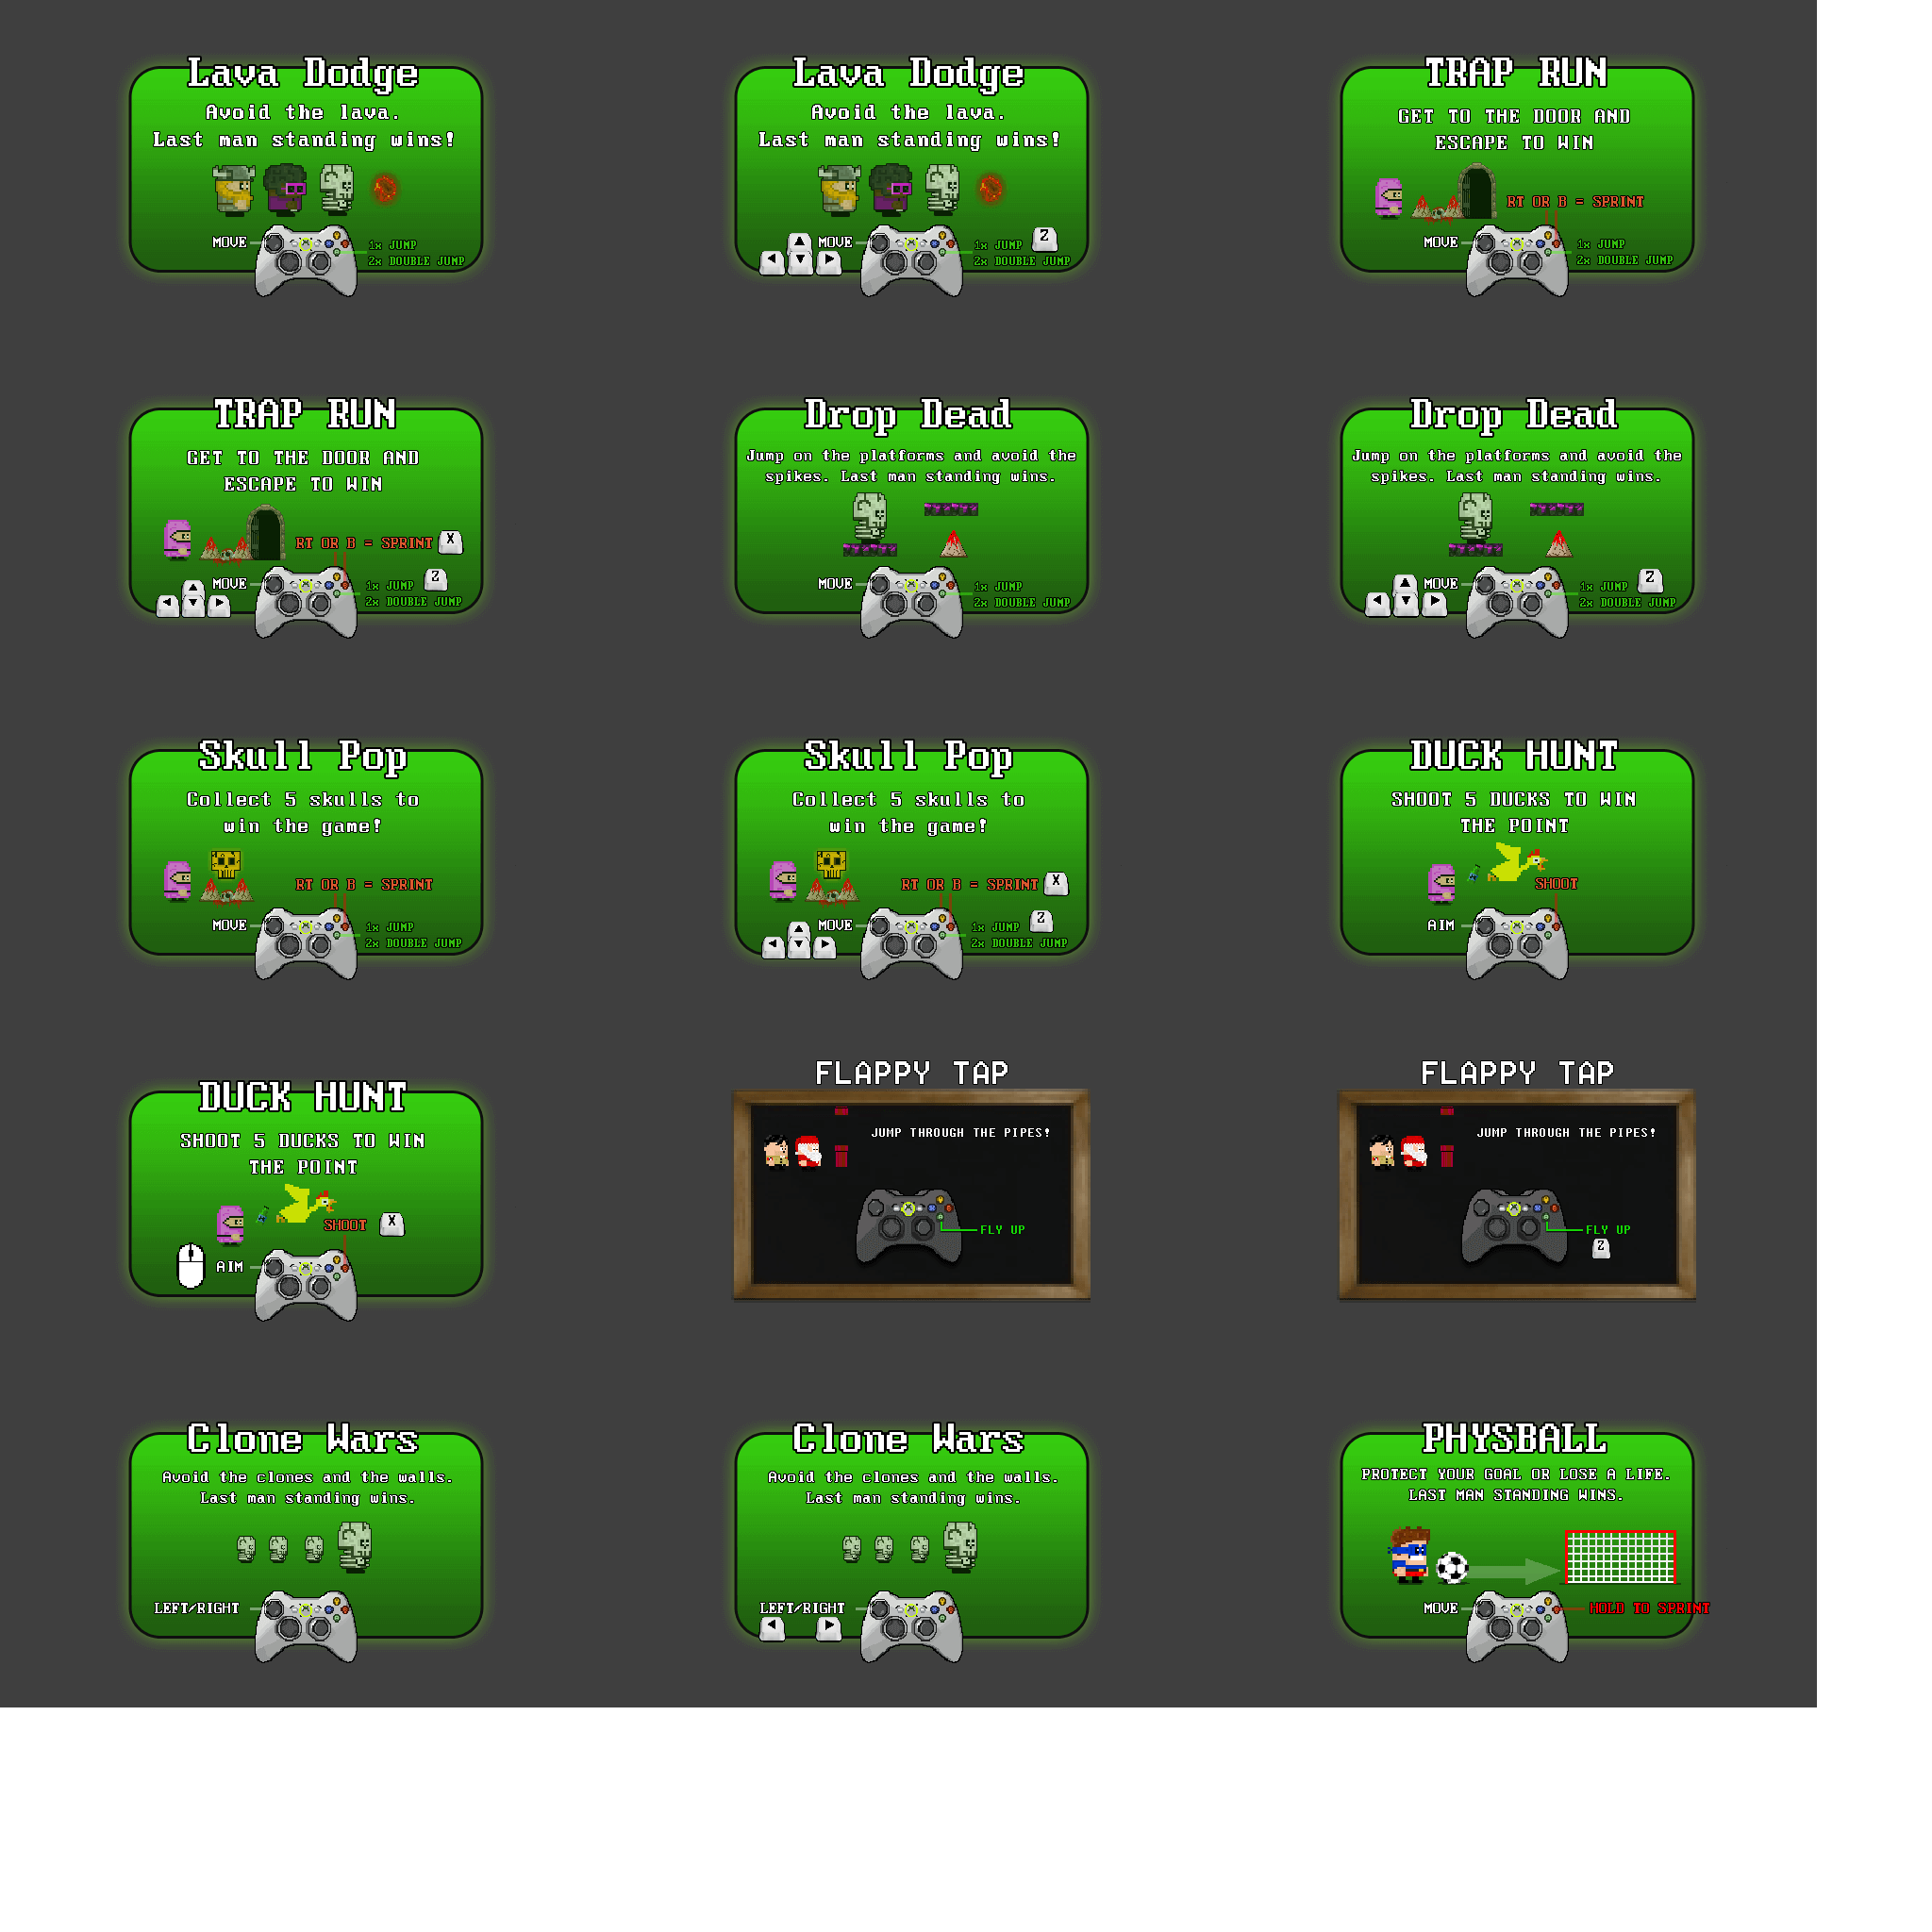 Lava Dodge
Avoid the lava.
Last man standing wins!
MOVE
1x JUMP
2x DOUBLE JUMP
Lava Dodge
Avoid the lava.
Last man standing wins!
MOVE
1x JUMP
Z
2x DOUBLE JUMP
TRAP RUN
GET TO THE DOOR AND
ESCAPE TO WIN
RT OR B = SPRINT
MOVE
1x JUMP
2x DOUBLE JUMP
TRAP RUN
GET TO THE DOOR AND
ESCAPE TO WIN
RT OR B = SPRINT
X
MOVE
1x JUMP
Z
2x DOUBLE JUMP
Drop Dead
Jump on the platforms and avoid the
spikes. Last man standing wins.
MOVE
1x JUMP
2x DOUBLE JUMP
Drop Dead
Jump on the platforms and avoid the
spikes. Last man standing wins.
MOVE
1x JUMP
Z
2x DOUBLE JUMP
Skull Pop
Collect 5 skulls to
win the game!
RT OR B = SPRINT
MOVE
1x JUMP
2x DOUBLE JUMP
Skull Pop
Collect 5 skulls to
win the game!
RT OR B = SPRINT
X
MOVE
1x JUMP
Z
2x DOUBLE JUMP
DUCK HUNT
SHOOT 5 DUCKS TO WIN
THE POINT
SHOOT
AIM
DUCK HUNT
SHOOT 5 DUCKS TO WIN
THE POINT
SHOOT
X
AIM
FLAPPY TAP
JUMP THROUGH THE PIPES!
FLY UP
FLAPPY TAP
JUMP THROUGH THE PIPES!
FLY UP
Z
Clone Wars
Avoid the clones and the walls.
Last man standing wins.
LEFT/RIGHT
Clone Wars
Avoid the clones and the walls.
Last man standing wins.
LEFT/RIGHT
PHYSBALL
PROTECT YOUR GOAL OR LOSE A LIFE.
LAST MAN STANDING WINS.
MOVE
HOLD TO SPRINT